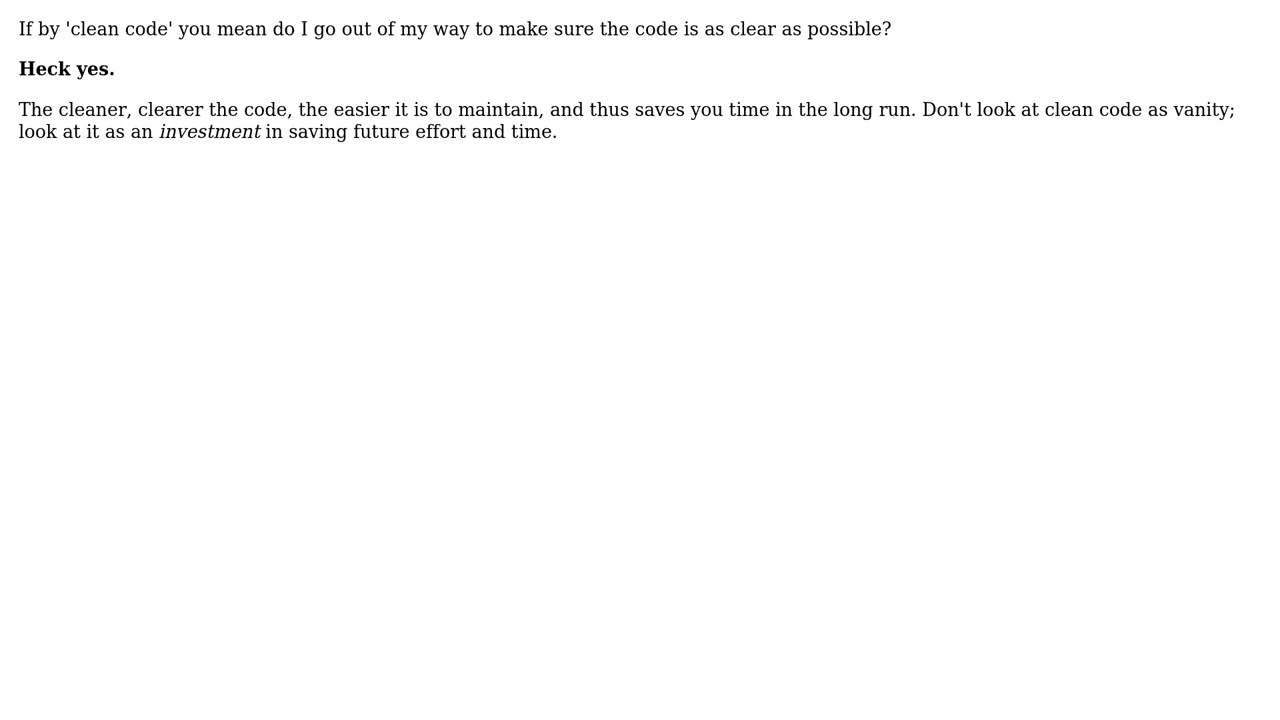 If by 'clean code' you mean do I go out of my way to make sure the code is as clear as possible?
Heck yes.
The cleaner, clearer the code, the easier it is to maintain, and thus saves you time in the long run. Don't look at clean code as vanity;
look at it as an investment in saving future effort and time.